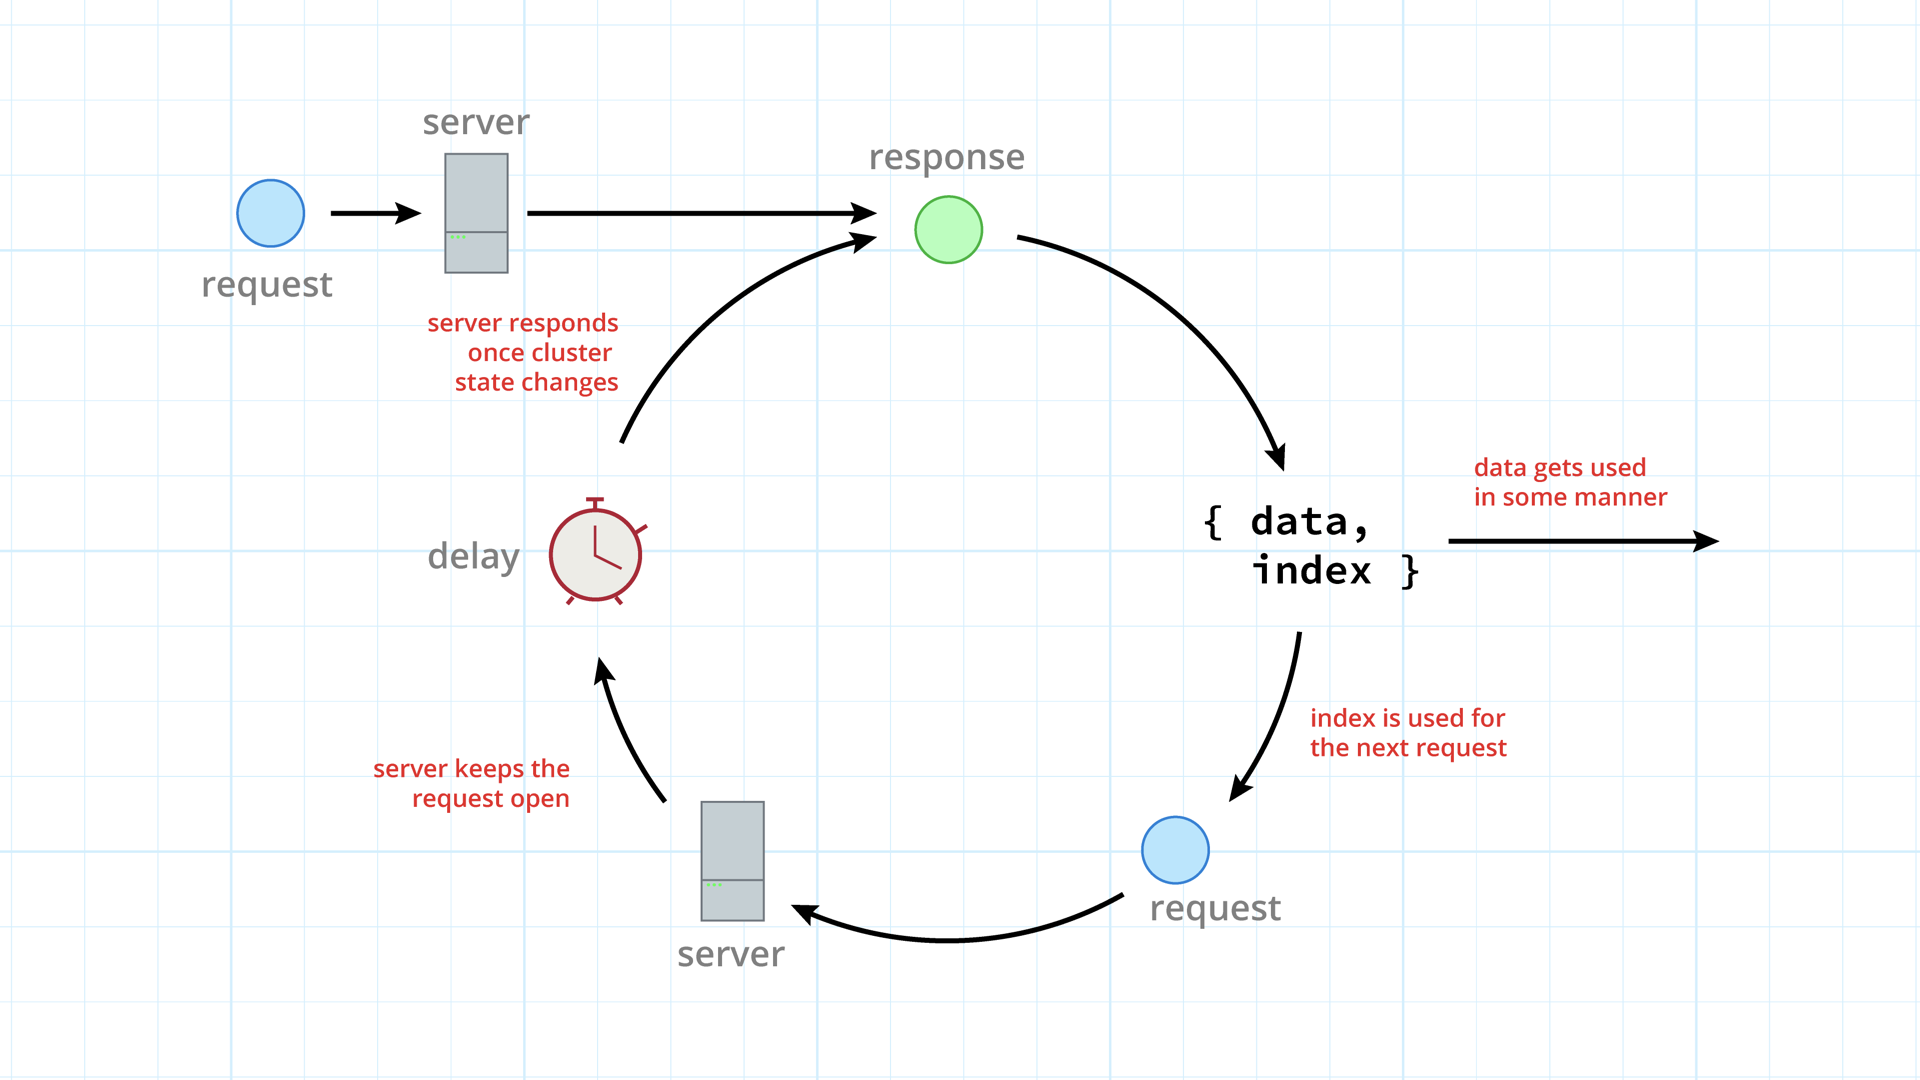 server
request
response
server responds
once cluster
state changes
delay
{ data,
index }
data gets used
in some manner
index is used for
the next request
request
server
server keeps the
request open